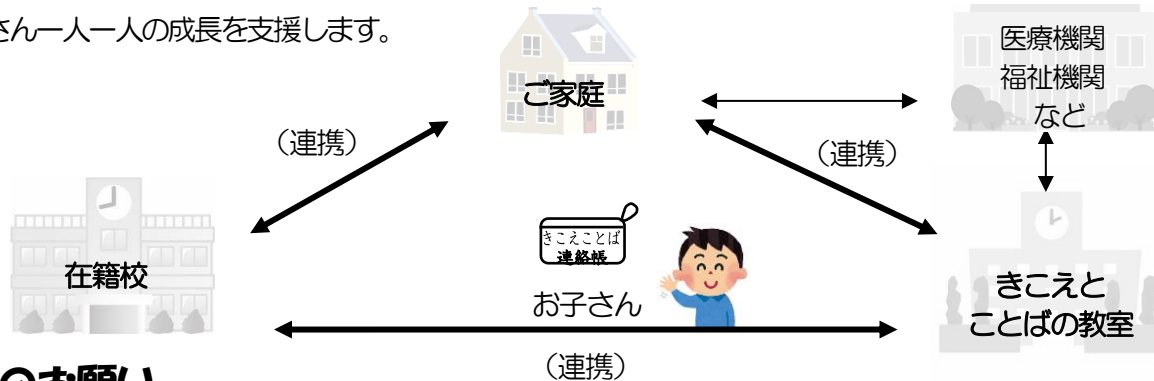 さん一人一人の成長を支援します。
医療機関
福祉機関
など
ご家庭
（連携）
（連携）
きこえことば
連絡帳
在籍校
お子さん
きこえと
ことばの教室
（連携）
のお願い